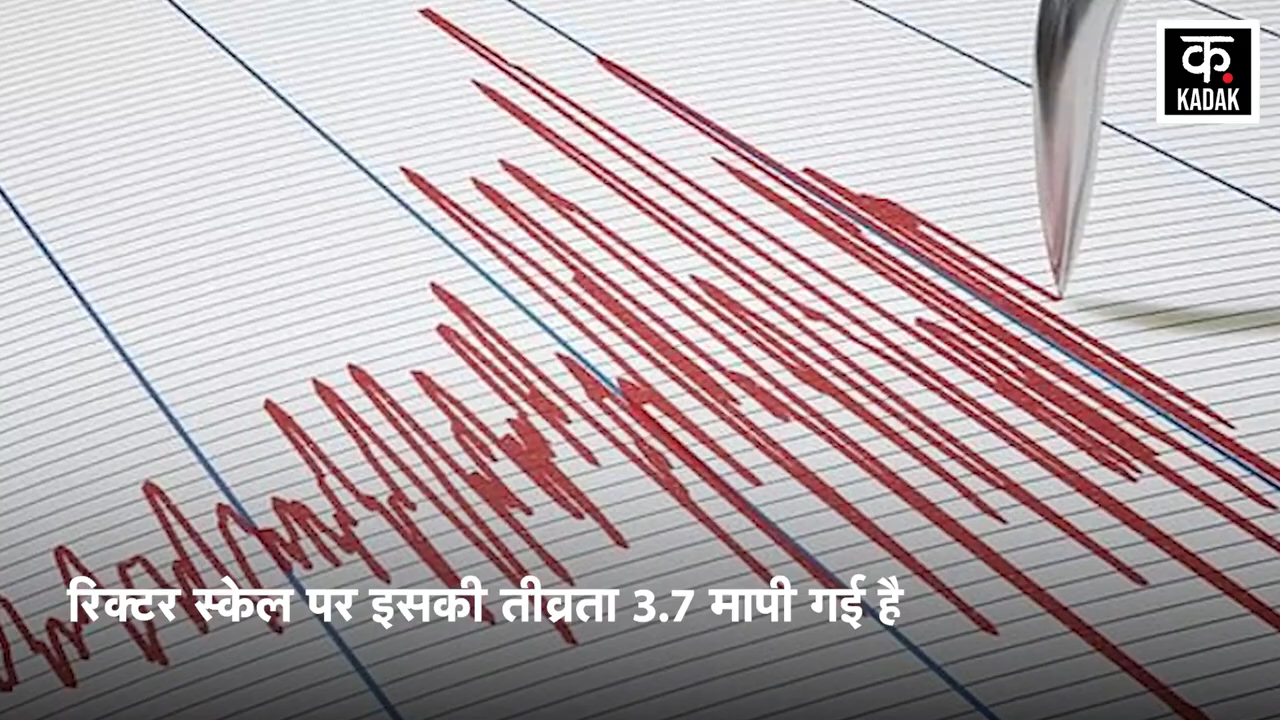 क.
KADAK
रिक्टर स्केल पर इसकी तीव्रता 3.7 मापी गई है